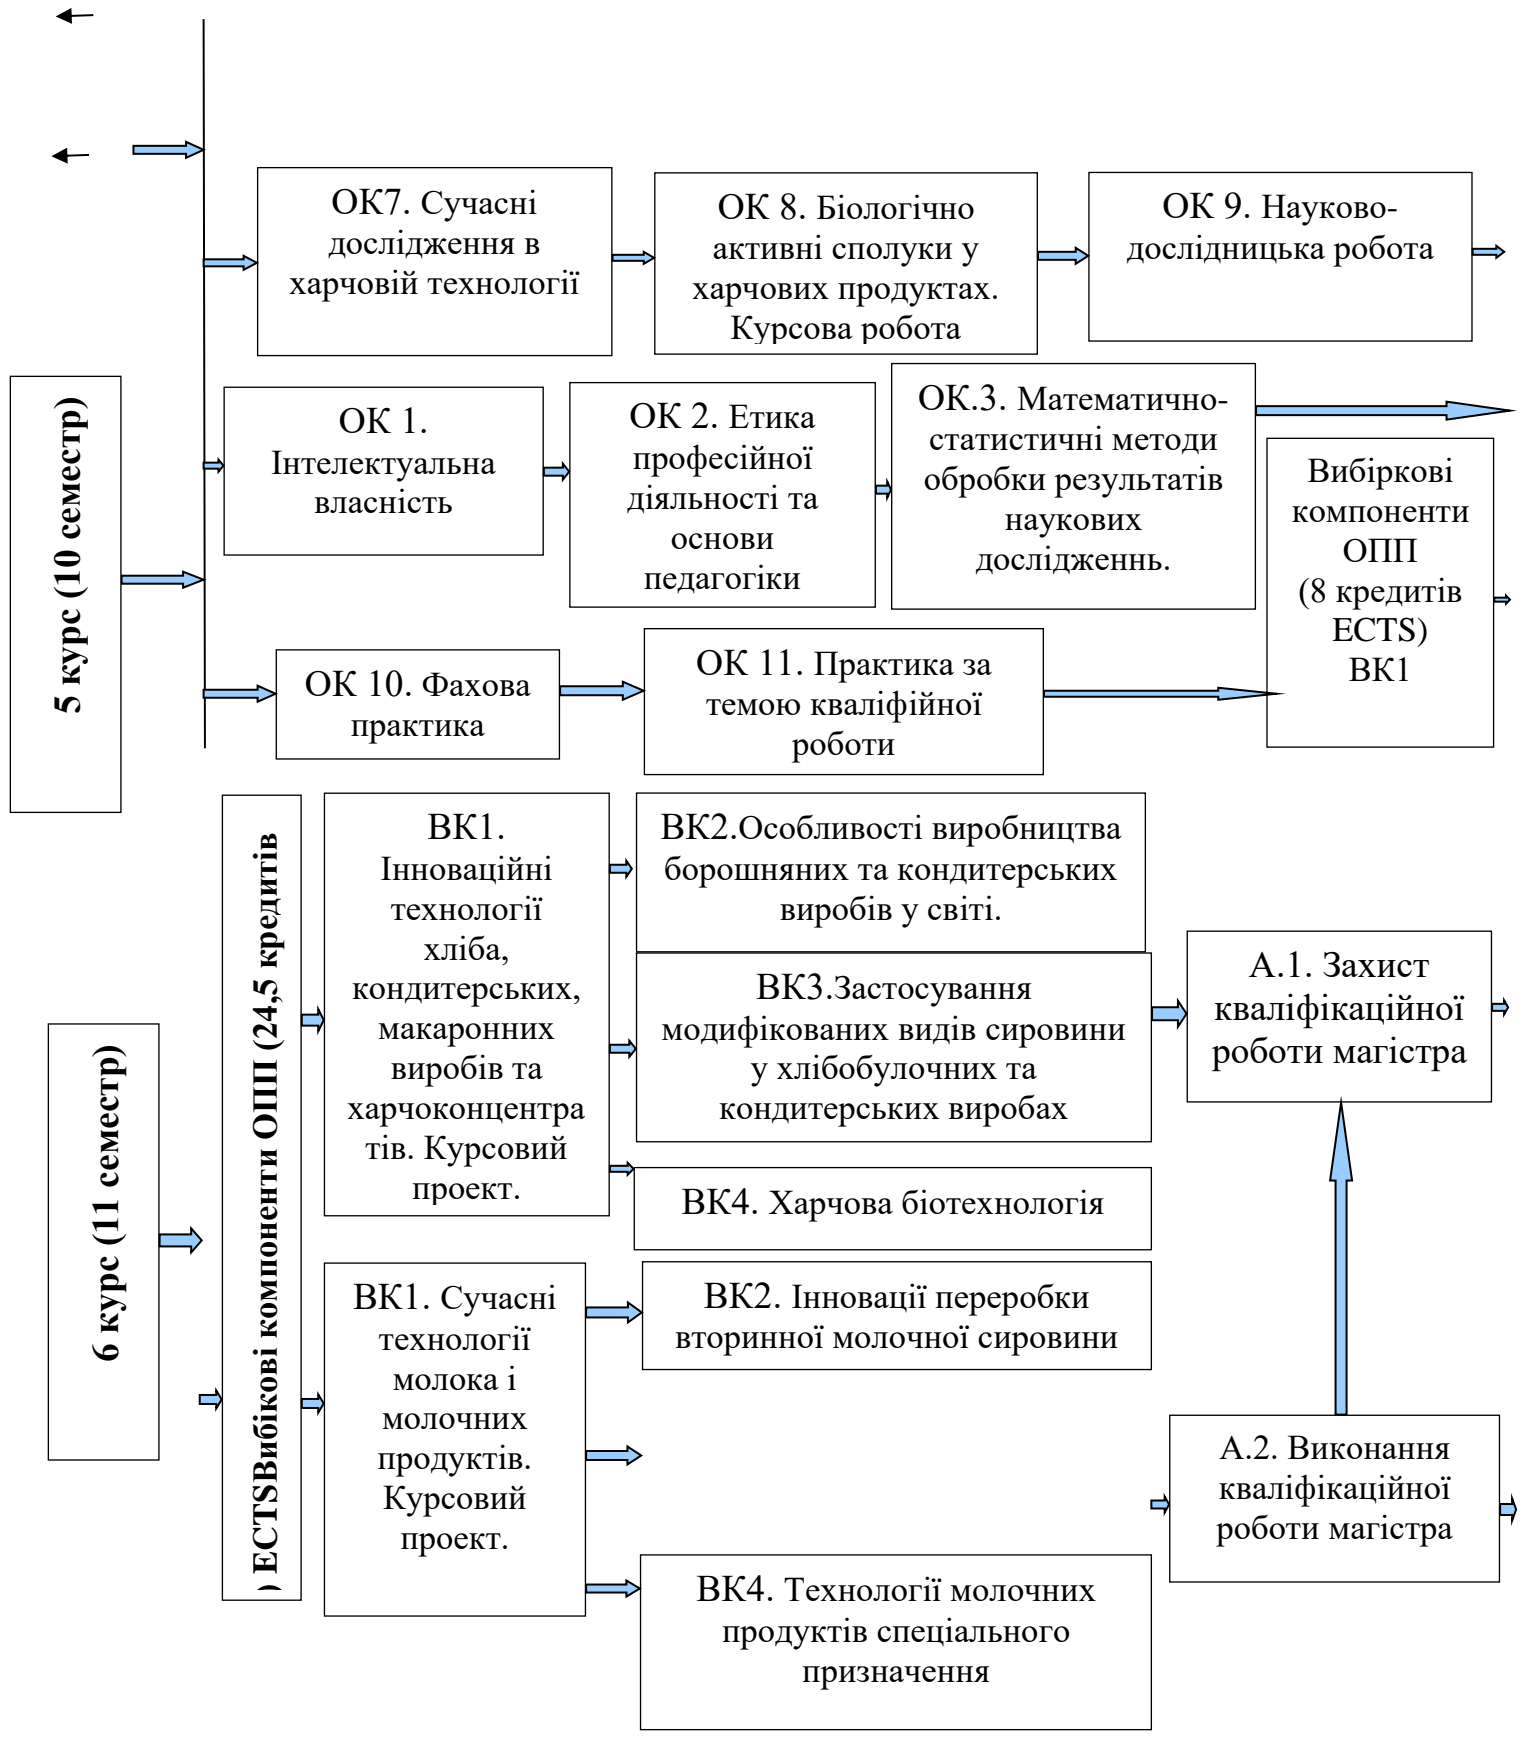 ОК7. Сучасні
дослідження в
харчовій технології
ОК 8. Біологічно
активні сполуки у
харчових продуктах.
Курсова робота
ОК 9. Науково-
дослідницька робота
5 курс (10 семестр)
ОК 1.
Інтелектуальна
власність
ОК 2. Етика
професійної
діяльності та
основи
педагогіки
ОК.3. Математично-
статистичні методи
обробки результатів
наукових
дослідженнь.
Вибіркові
компоненти
ОПП
(8 кредитів
ECTS)
ВК1
ОК 10. Фахова
практика
ОК 11. Практика за
темою кваліфійної
роботи
6 курс (11 семестр)
) ECTSВибікові компоненти ОПП (24,5 кредитів
ВК1.
Інноваційні
технології
хліба,
кондитерських,
макаронних
виробів та
харчоконцентра
тів. Курсовий
проект.
ВК2.Особливості виробництва
борошняних та кондитерських
виробів у світі.
ВК3.Застосування
модифікованих видів сировини
у хлібобулочних та
кондитерських виробах
ВК4. Харчова біотехнологія
А.1. Захист
кваліфікаційної
роботи магістра
ВК1. Сучасні
технології
молока і
молочних
продуктів.
Курсовий
проект.
ВК2. Інновації переробки
вторинної молочної сировини
ВК4. Технології молочних
продуктів спеціального
призначення
А.2. Виконання
кваліфікаційної
роботи магістра